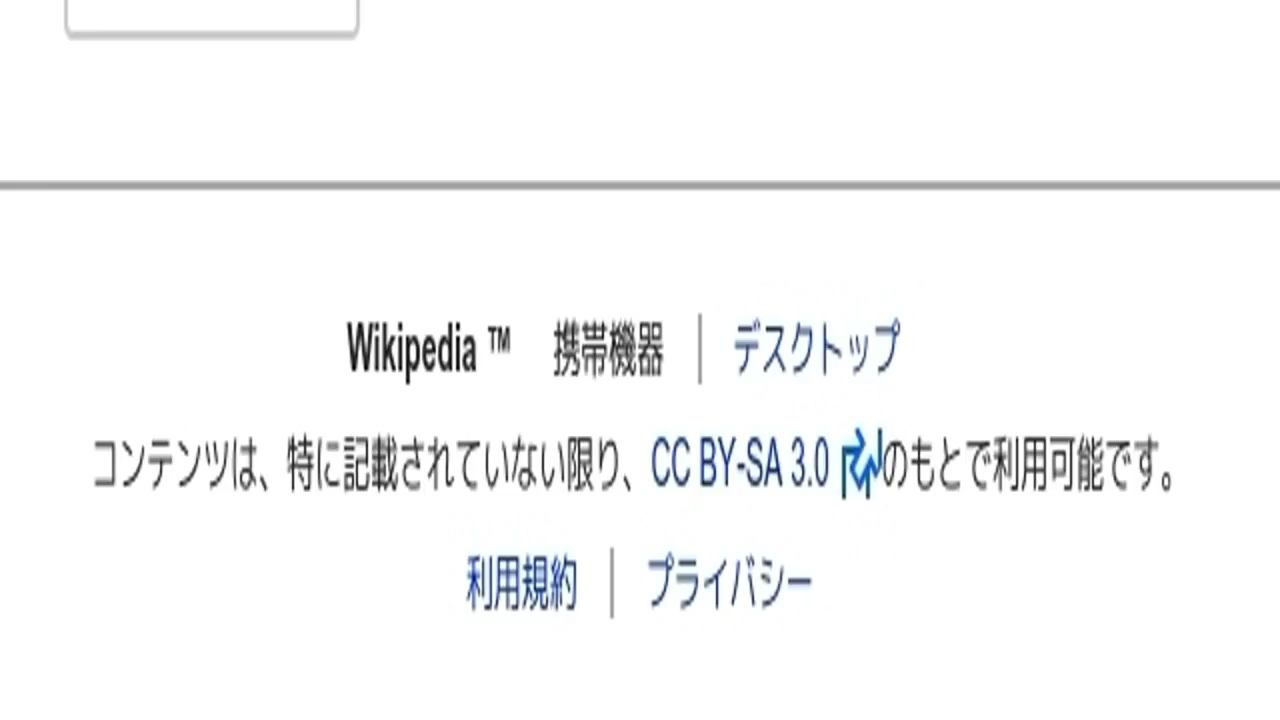 Wikipedia ™ 携帯機器 | デスクトップ
コンテンツは、特に記載されていない限り、CC BY-SA 3.0 のもとで利用可能です。
利用規約 | プライバシー